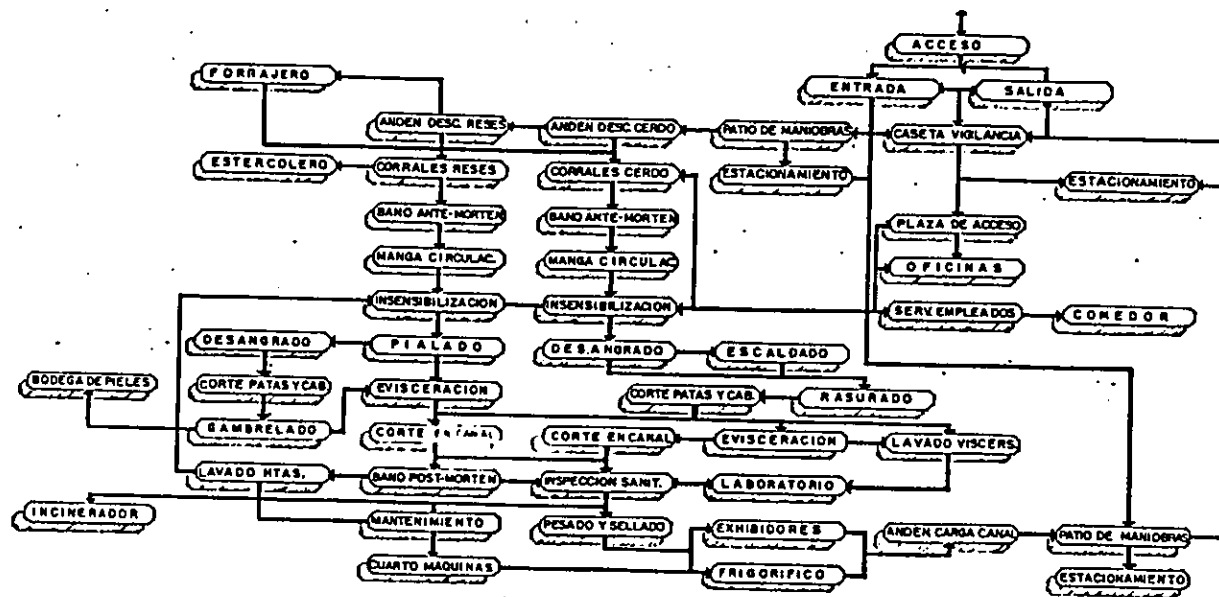 ACCESO
FORRAJERO
ENTRADA
SALIDA
ANDEN DESC. RESES
ANDEN DESC. CERDO
PATIO DE MANIOBRAS
CASETA VIGILANCIA
ESTERCOLERO
CORRALES RESES
CORRALES CERDO
ESTACIONAMIENTO
ESTACIONAMIENTO
BANO ANTE-MORTEN
BANO ANTE-MORTEN
PLAZA DE ACCESO
MANGA CIRCULAC.
MANGA CIRCULAC
OFICINAS
INSENSIBILIZACION
INSENSIBILIZACION
SERV. EMPLEADOS
COMEDOR
DESANGRADO
PIALADO
DESANGRADO
ESCALDADO
BODEGA DE PIELES
CORTE PATAS Y CAB
EVISCERACION
CORTE PATAS Y CAB.
RASURADO
GAMBRELADO
CORTE EN CANAL
CORTE EN CANAL
EVISCERACION
LAVADO VISCERS.
LAVADO HTAS.
BANO POST-MORTEN
INSPECCION SANIT.
LABORATORIO
INCINERADOR
MANTENIMIENTO
PESADO Y SELLADO
EXHIBIDORES
ANDEN CARGA CANAL
PATIO DE MANIOBRAS
CUARTO MAQUINAS
FRIGORIFICO
ESTACIONAMIENTO